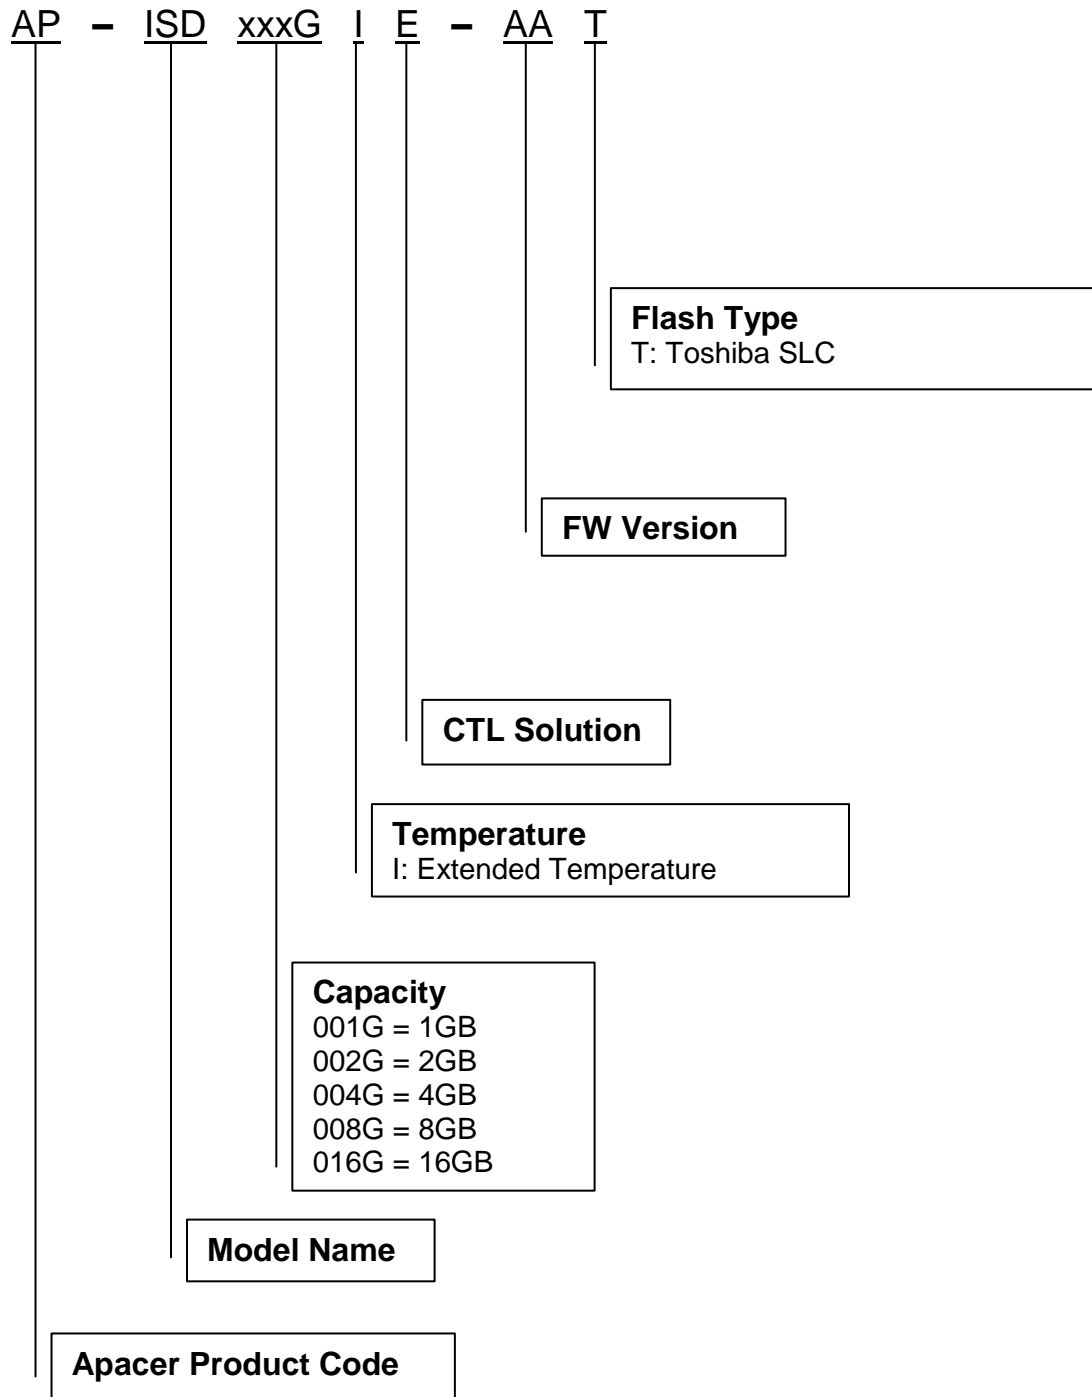 AP – ISD xxxG I E – AA T
Flash Type
T: Toshiba SLC
FW Version
CTL Solution
Temperature
I: Extended Temperature
Capacity
001G = 1GB
002G = 2GB
004G = 4GB
008G = 8GB
016G = 16GB
Model Name
Apacer Product Code